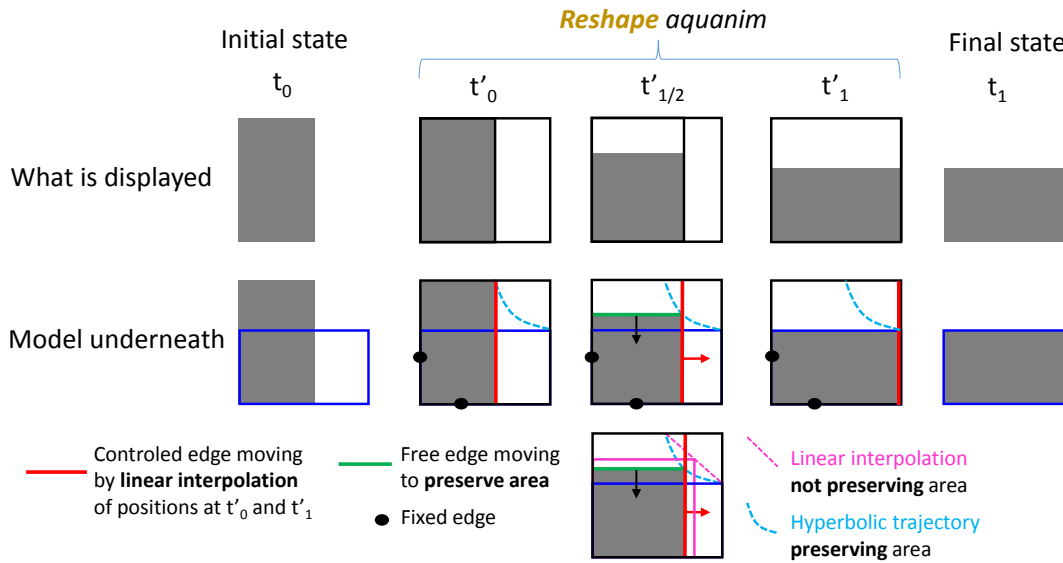 Reshape aquanim
Initial state
Final state
t₀
t'₀
t'₁/₂
t'₁
t₁
What is displayed
Model underneath
Controled edge moving
by linear interpolation
of positions at t'₀ and t'₁
Free edge moving
to preserve area
Fixed edge
Linear interpolation
not preserving area
Hyperbolic trajectory
preserving area